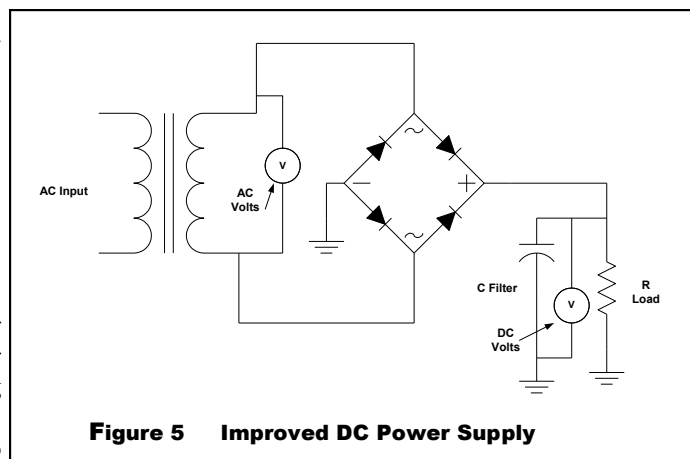 AC Input
AC
Volts
V
~
− +
~
C Filter
V
R
Load
DC
Volts
Figure 5 Improved DC Power Supply